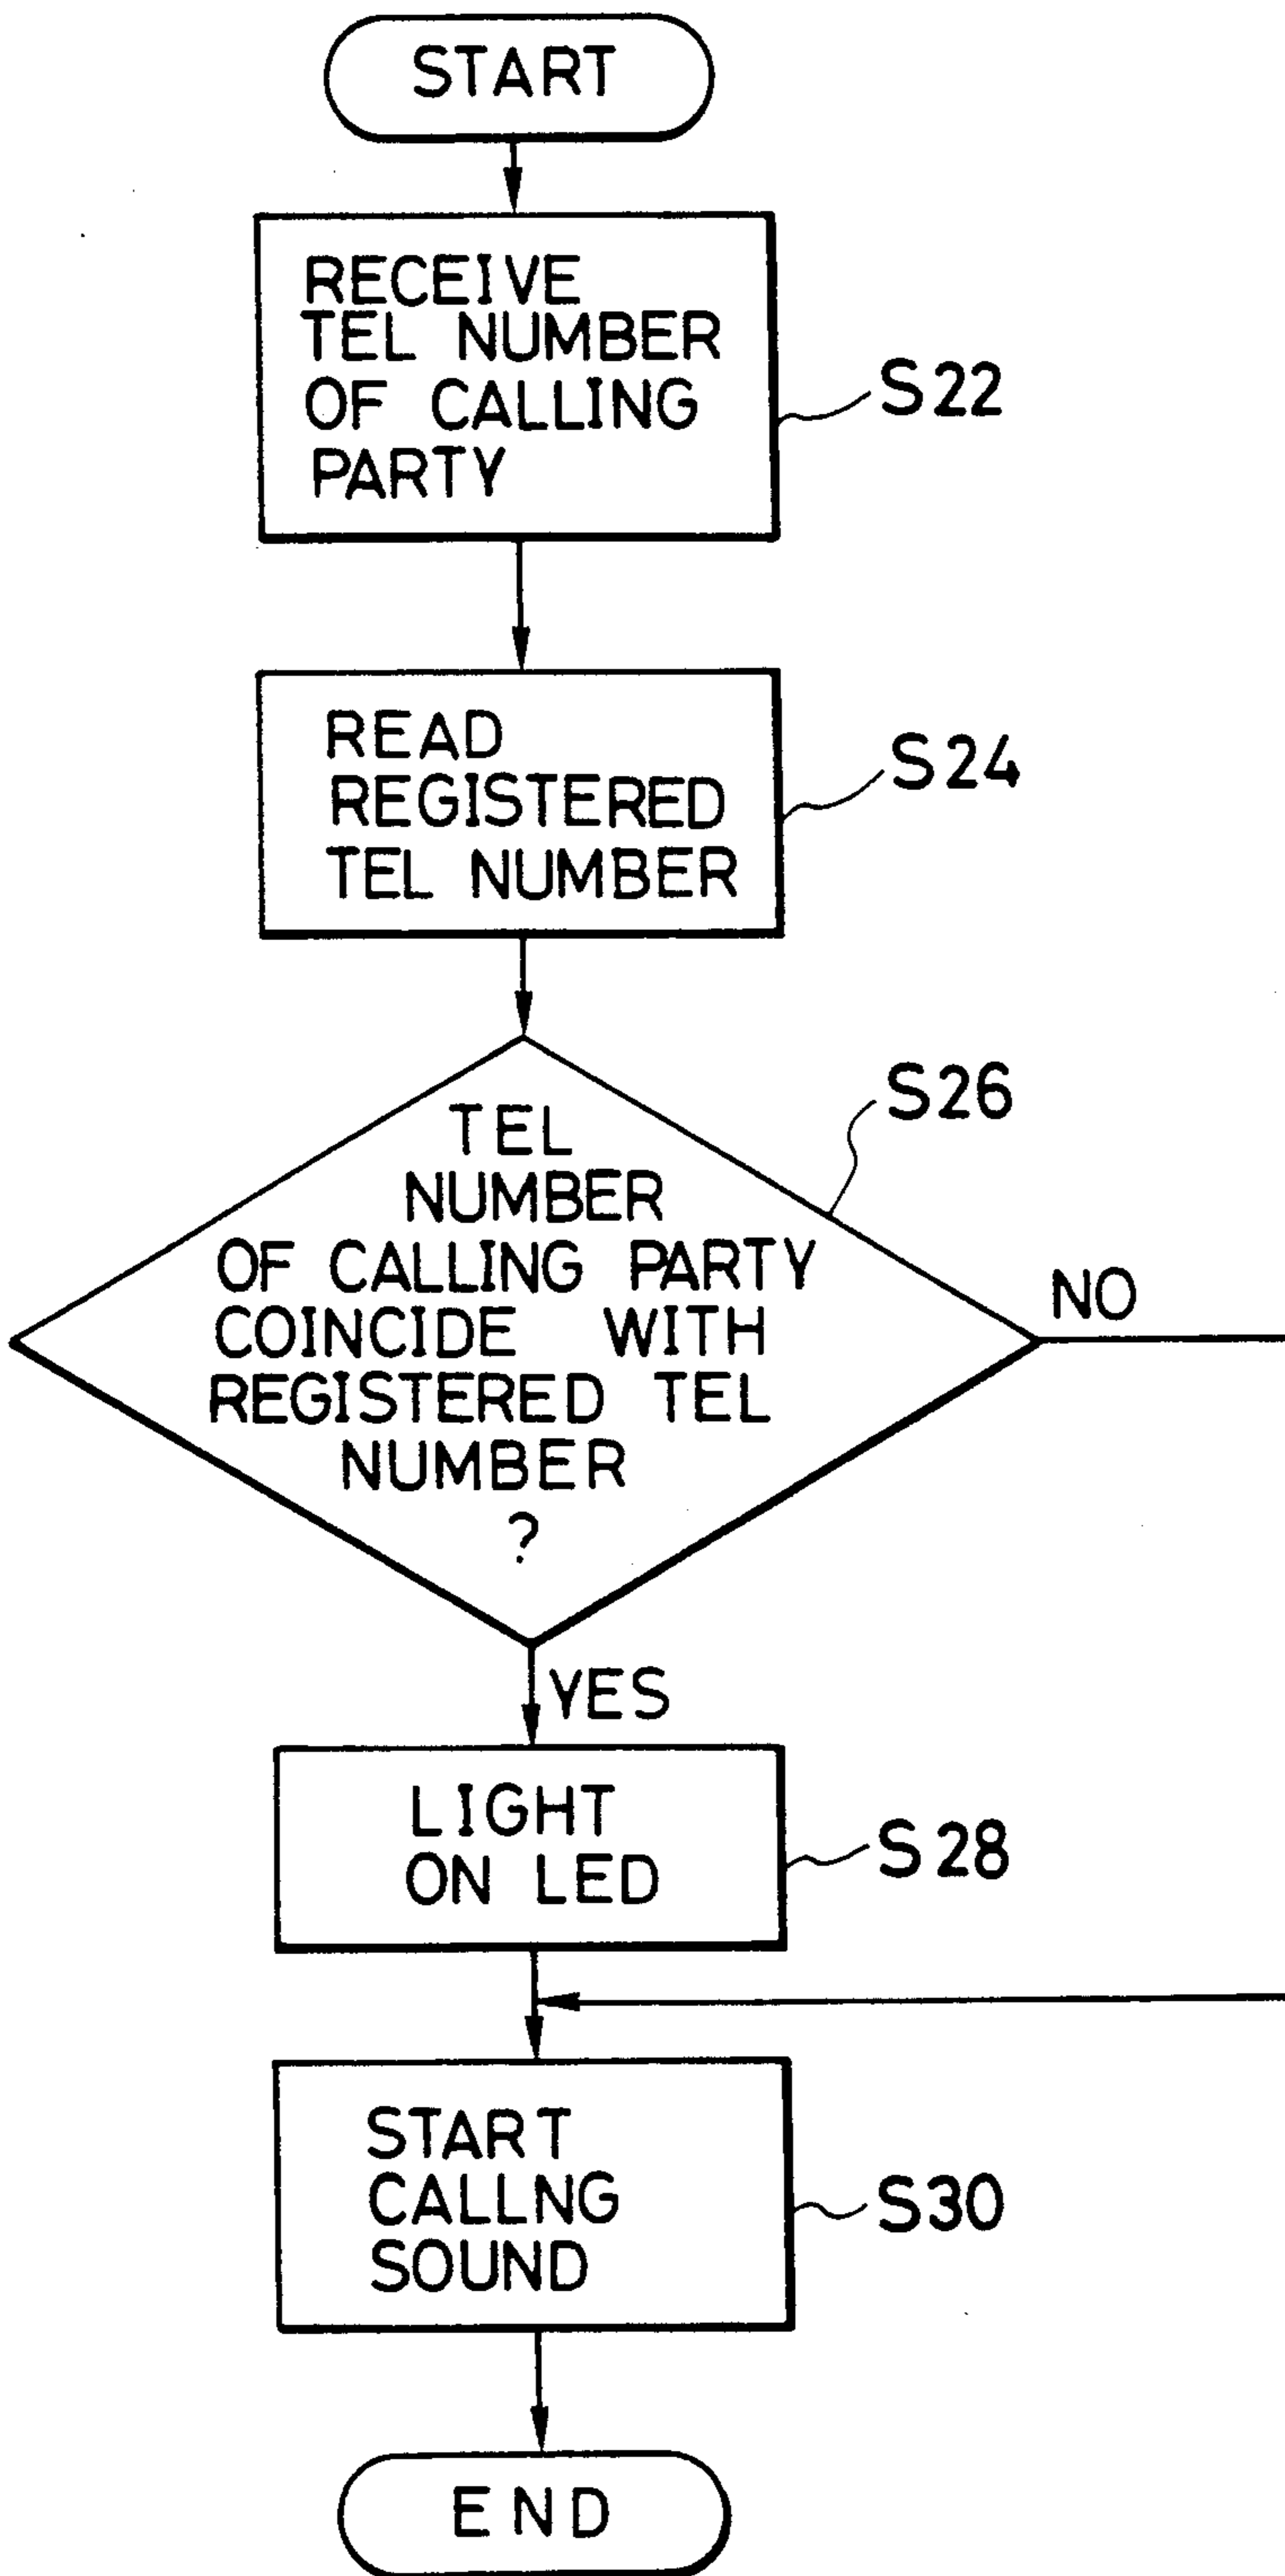 START
RECEIVE
TEL NUMBER
OF CALLING
PARTY
S22
READ
REGISTERED
TEL NUMBER
S24
TEL
NUMBER
OF CALLING PARTY
COINCIDE WITH
REGISTERED TEL
NUMBER
?
S26
NO
YES
LIGHT
ON LED
S28
START
CALLNG
SOUND
S30
END